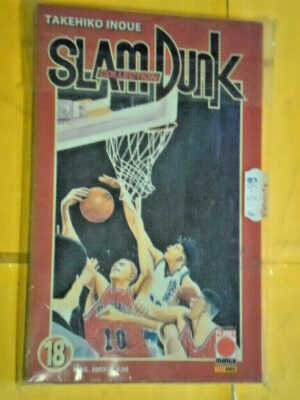 TAKEHIKO INOUE
SLAM DUNK
COLLECTION
10
18
PLANET
manga